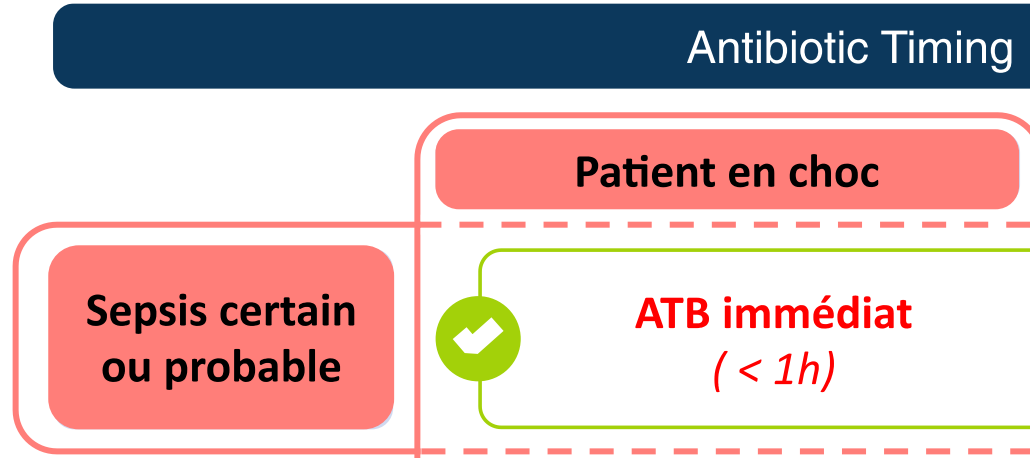 Antibiotic Timing
Patient en choc
Sepsis certain
ou probable
ATB immédiat
( < 1h)